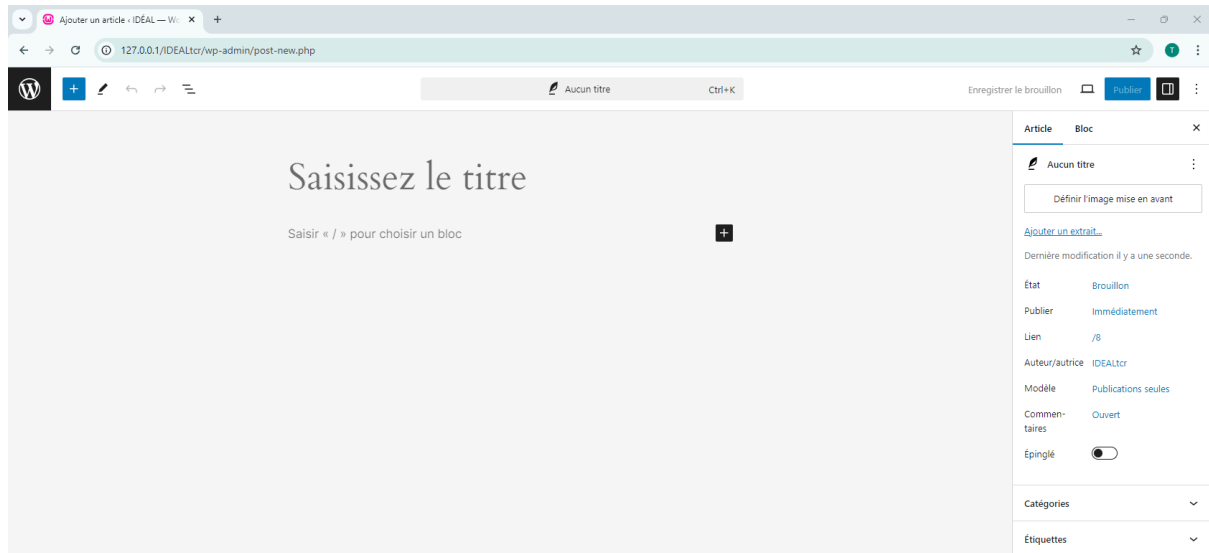 Ajouter un article ‹ IDÉAL — Wo
127.0.0.1/IDEALtcr/wp-admin/post-new.php
T
Aucun titre
Ctrl+K
Enregistrer le brouillon
Publier
Saisissez le titre
Saisir « / » pour choisir un bloc
Article
Bloc
Aucun titre
Définir l'image mise en avant
Ajouter un extrait…
Dernière modification il y a une seconde.
État Brouillon
Publier Immédiatement
Lien /8
Auteur/autrice IDEALtcr
Modèle Publications seules
Commen- Ouvert
taires
Épinglé
Catégories
Étiquettes